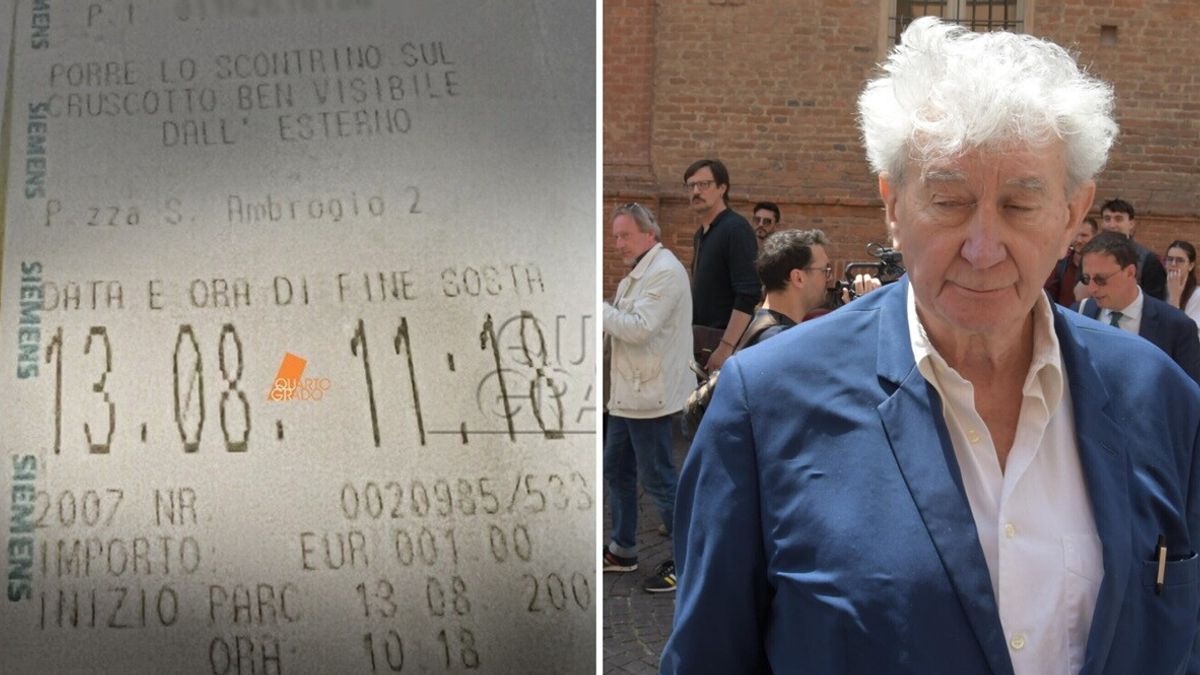 SIEMENS
P.I
PORRE LO SCONTRINO SUL
CRUSCOTTO BEN VISIBILE
DALL' ESTERNO
SIEMENS
P.zza S. Ambrogio 2
SIEMENS
DATA E ORA DI FINE SOSTA
13.08. 11:18
QUARTO
GRADO
SIEMENS
2007 NR. 0020985/533
IMPORTO: EUR 001 00
INIZIO PARC 13 08 200
ORA: 10 18